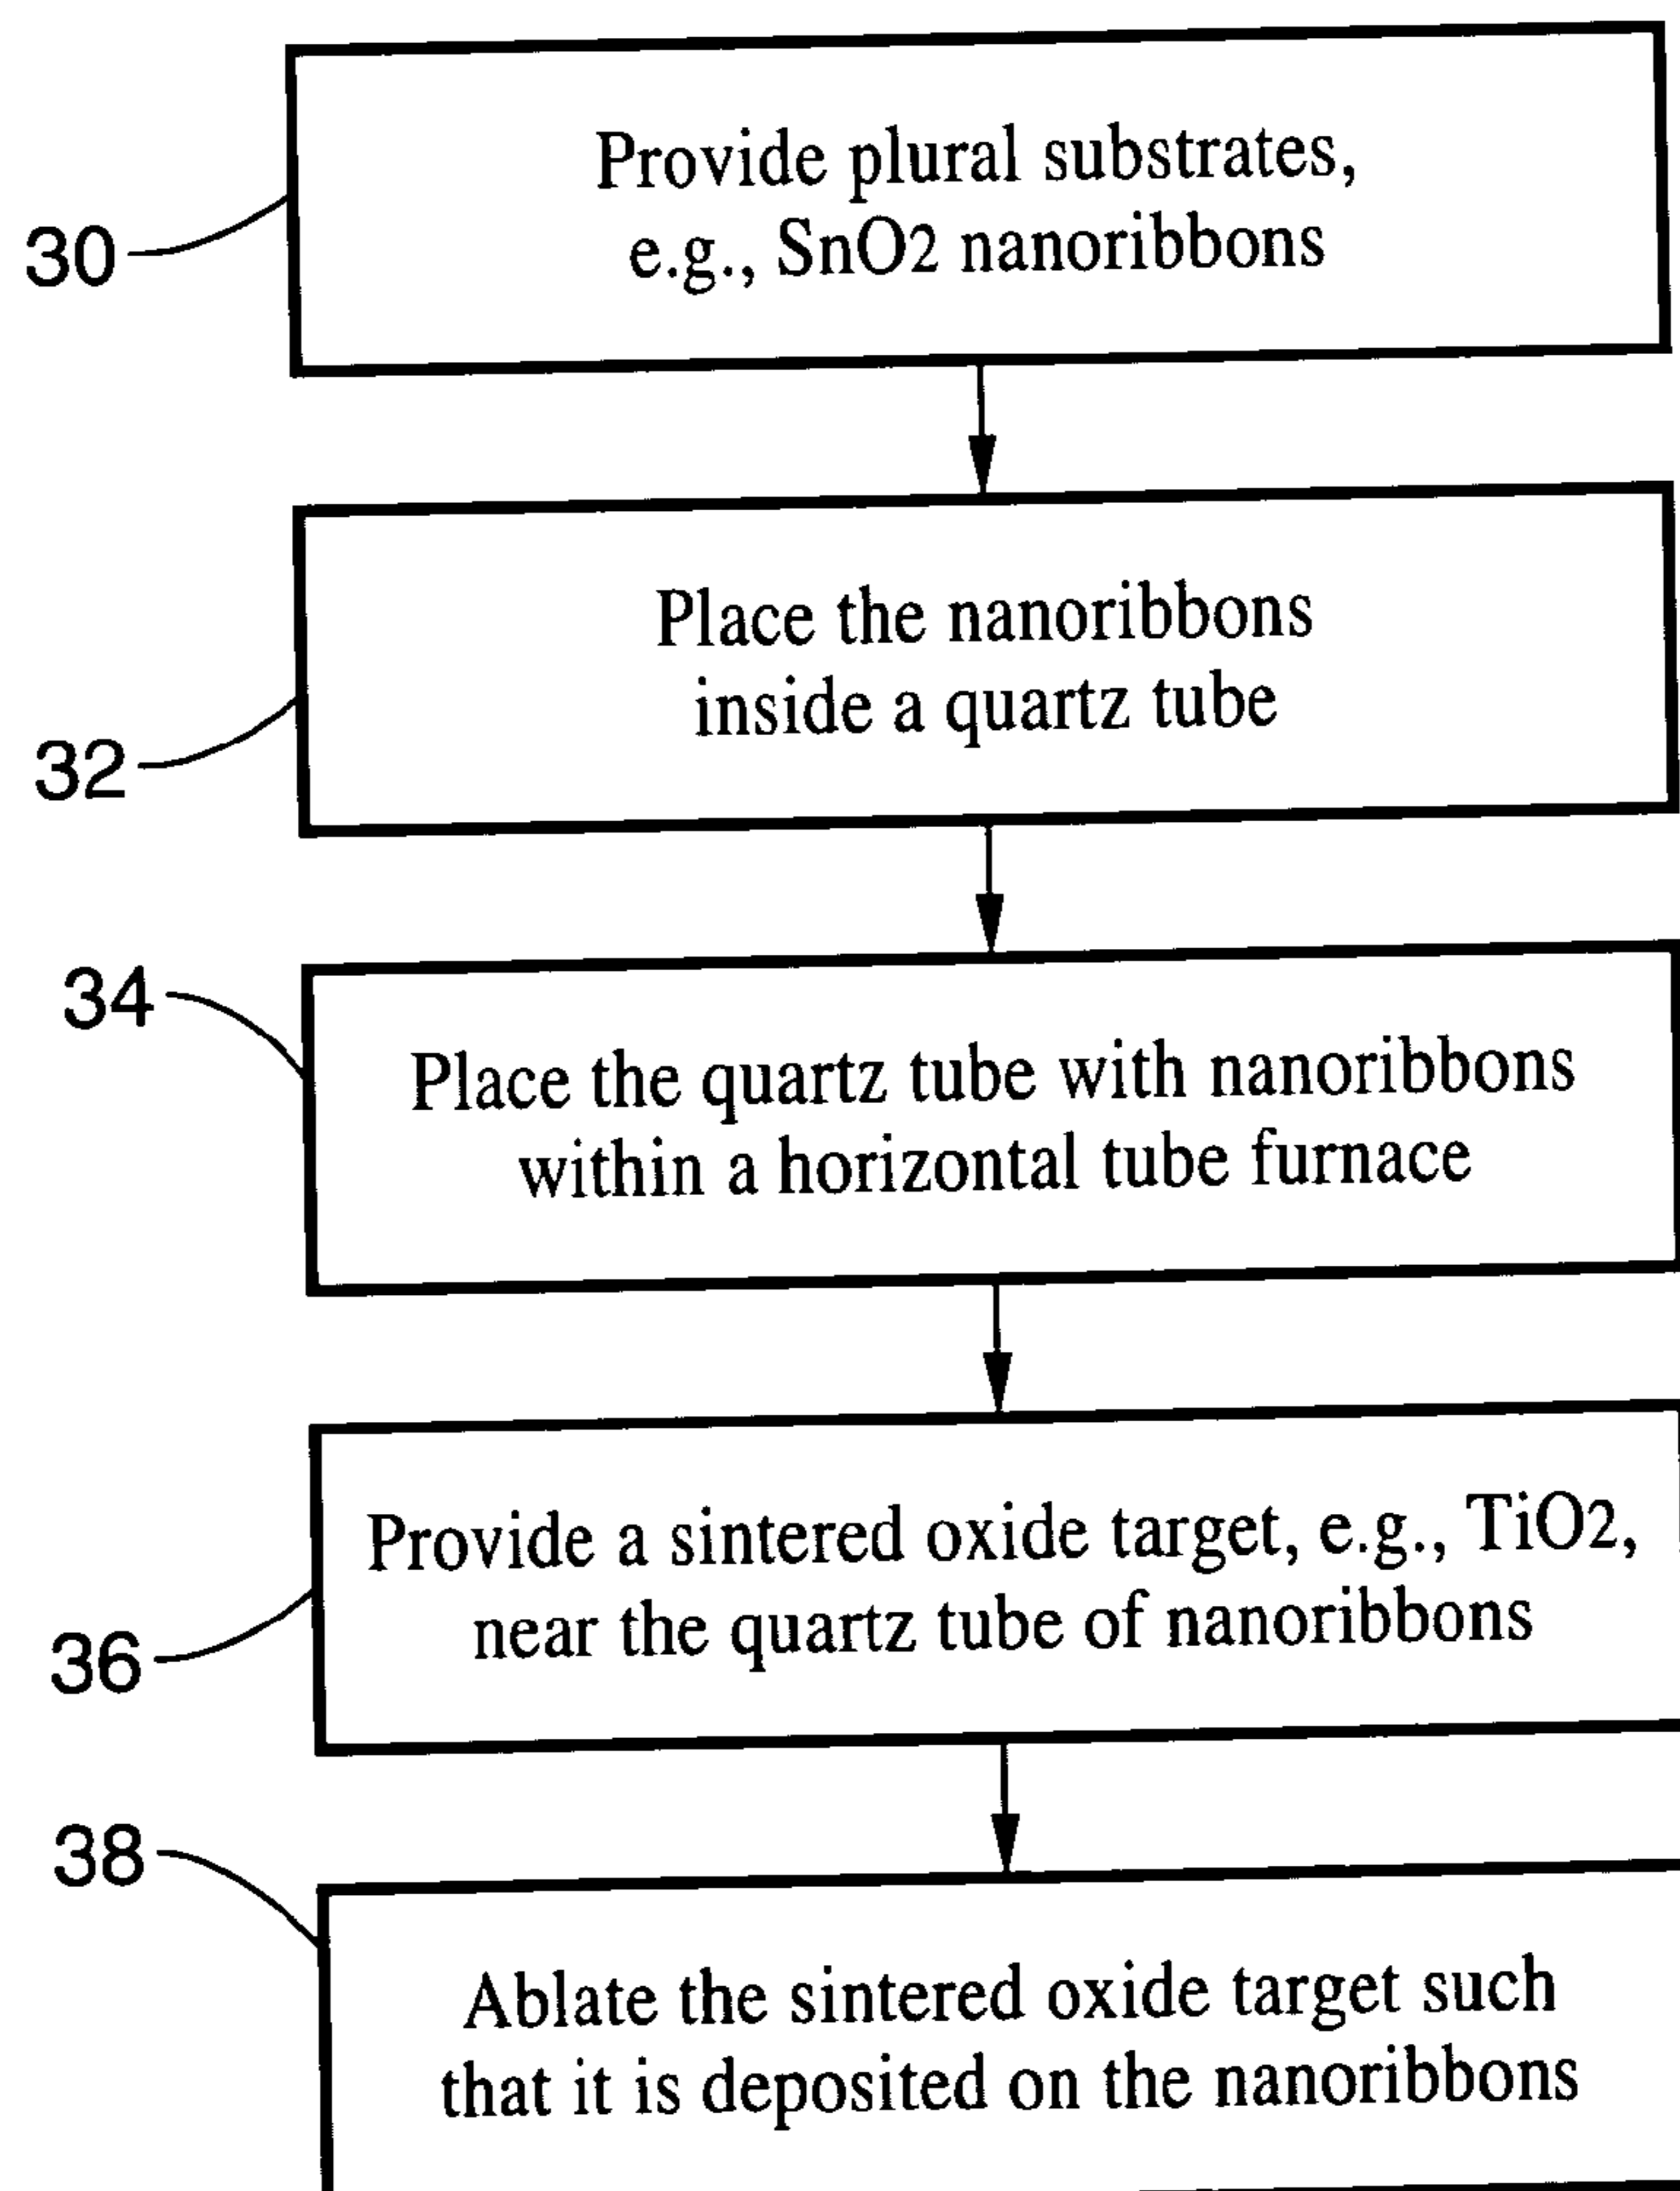 Provide plural substrates,
e.g., SnO2 nanoribbons
30
Place the nanoribbons
inside a quartz tube
32
34
Place the quartz tube with nanoribbons
within a horizontal tube furnace
Provide a sintered oxide target, e.g., TiO2,
near the quartz tube of nanoribbons
36
38
Ablate the sintered oxide target such
that it is deposited on the nanoribbons